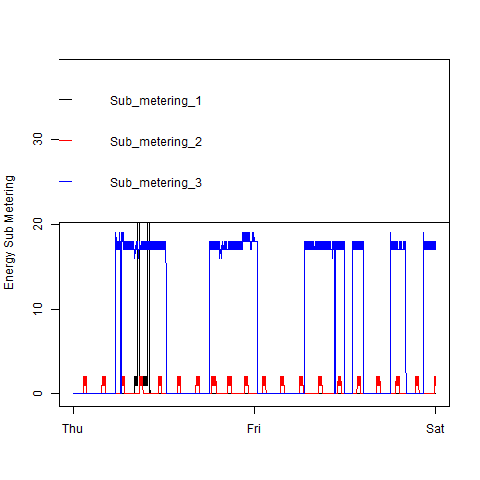 Sub_metering_1
Sub_metering_2
Sub_metering_3
Energy Sub Metering
30
20
10
0
Thu Fri Sat